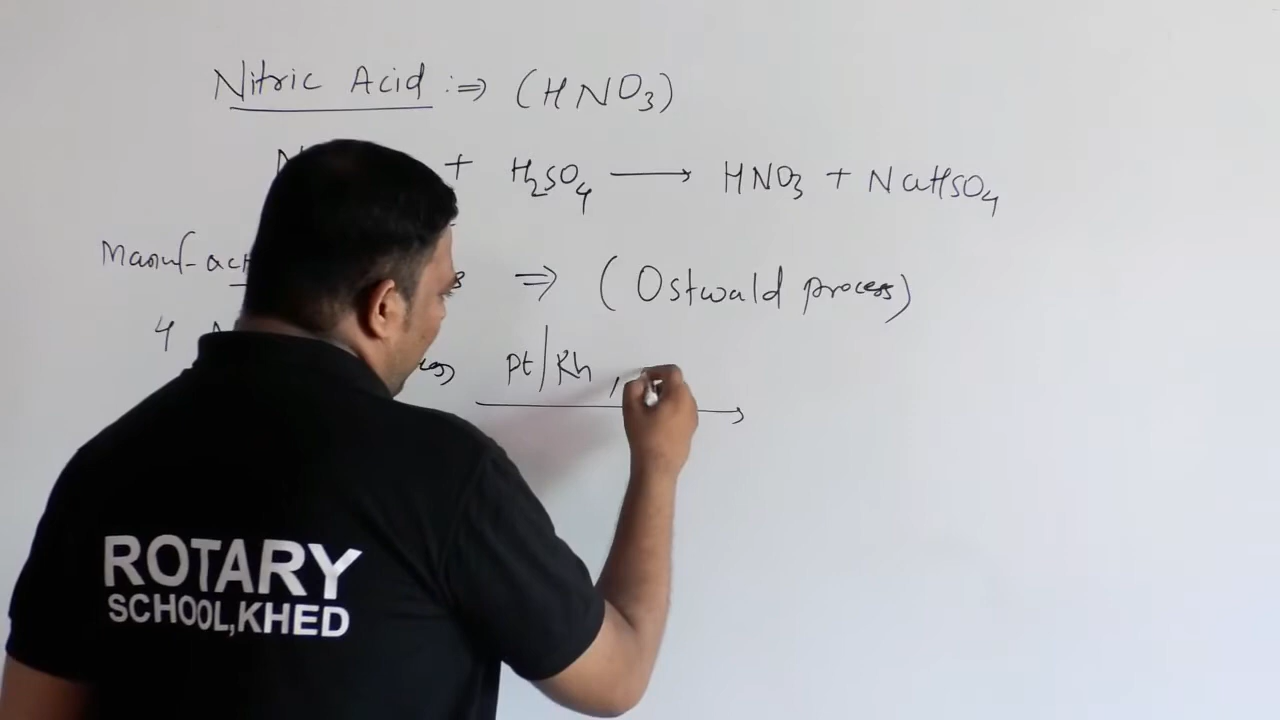 Nitric Acid :⇒ (HNO3)
+ H2SO4 ⟶ HNO3 + NaHSO4
⇒ (Ostwald process)
4 Pt/Rh ,
ROTARY
SCHOOL,KHED